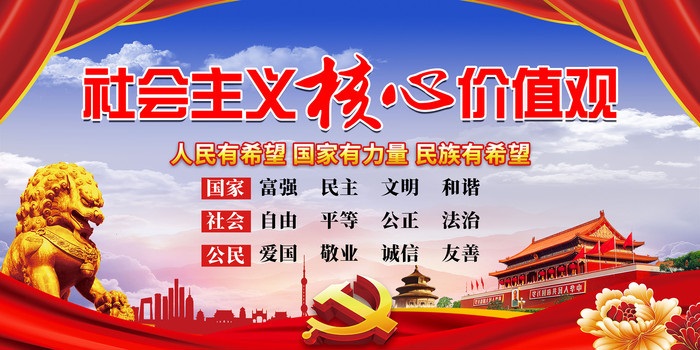 社会主义核心价值观
人民有希望 国家有力量 民族有希望
国家 富强 民主 文明 和谐
社会 自由 平等 公正 法治
公民 爱国 敬业 诚信 友善